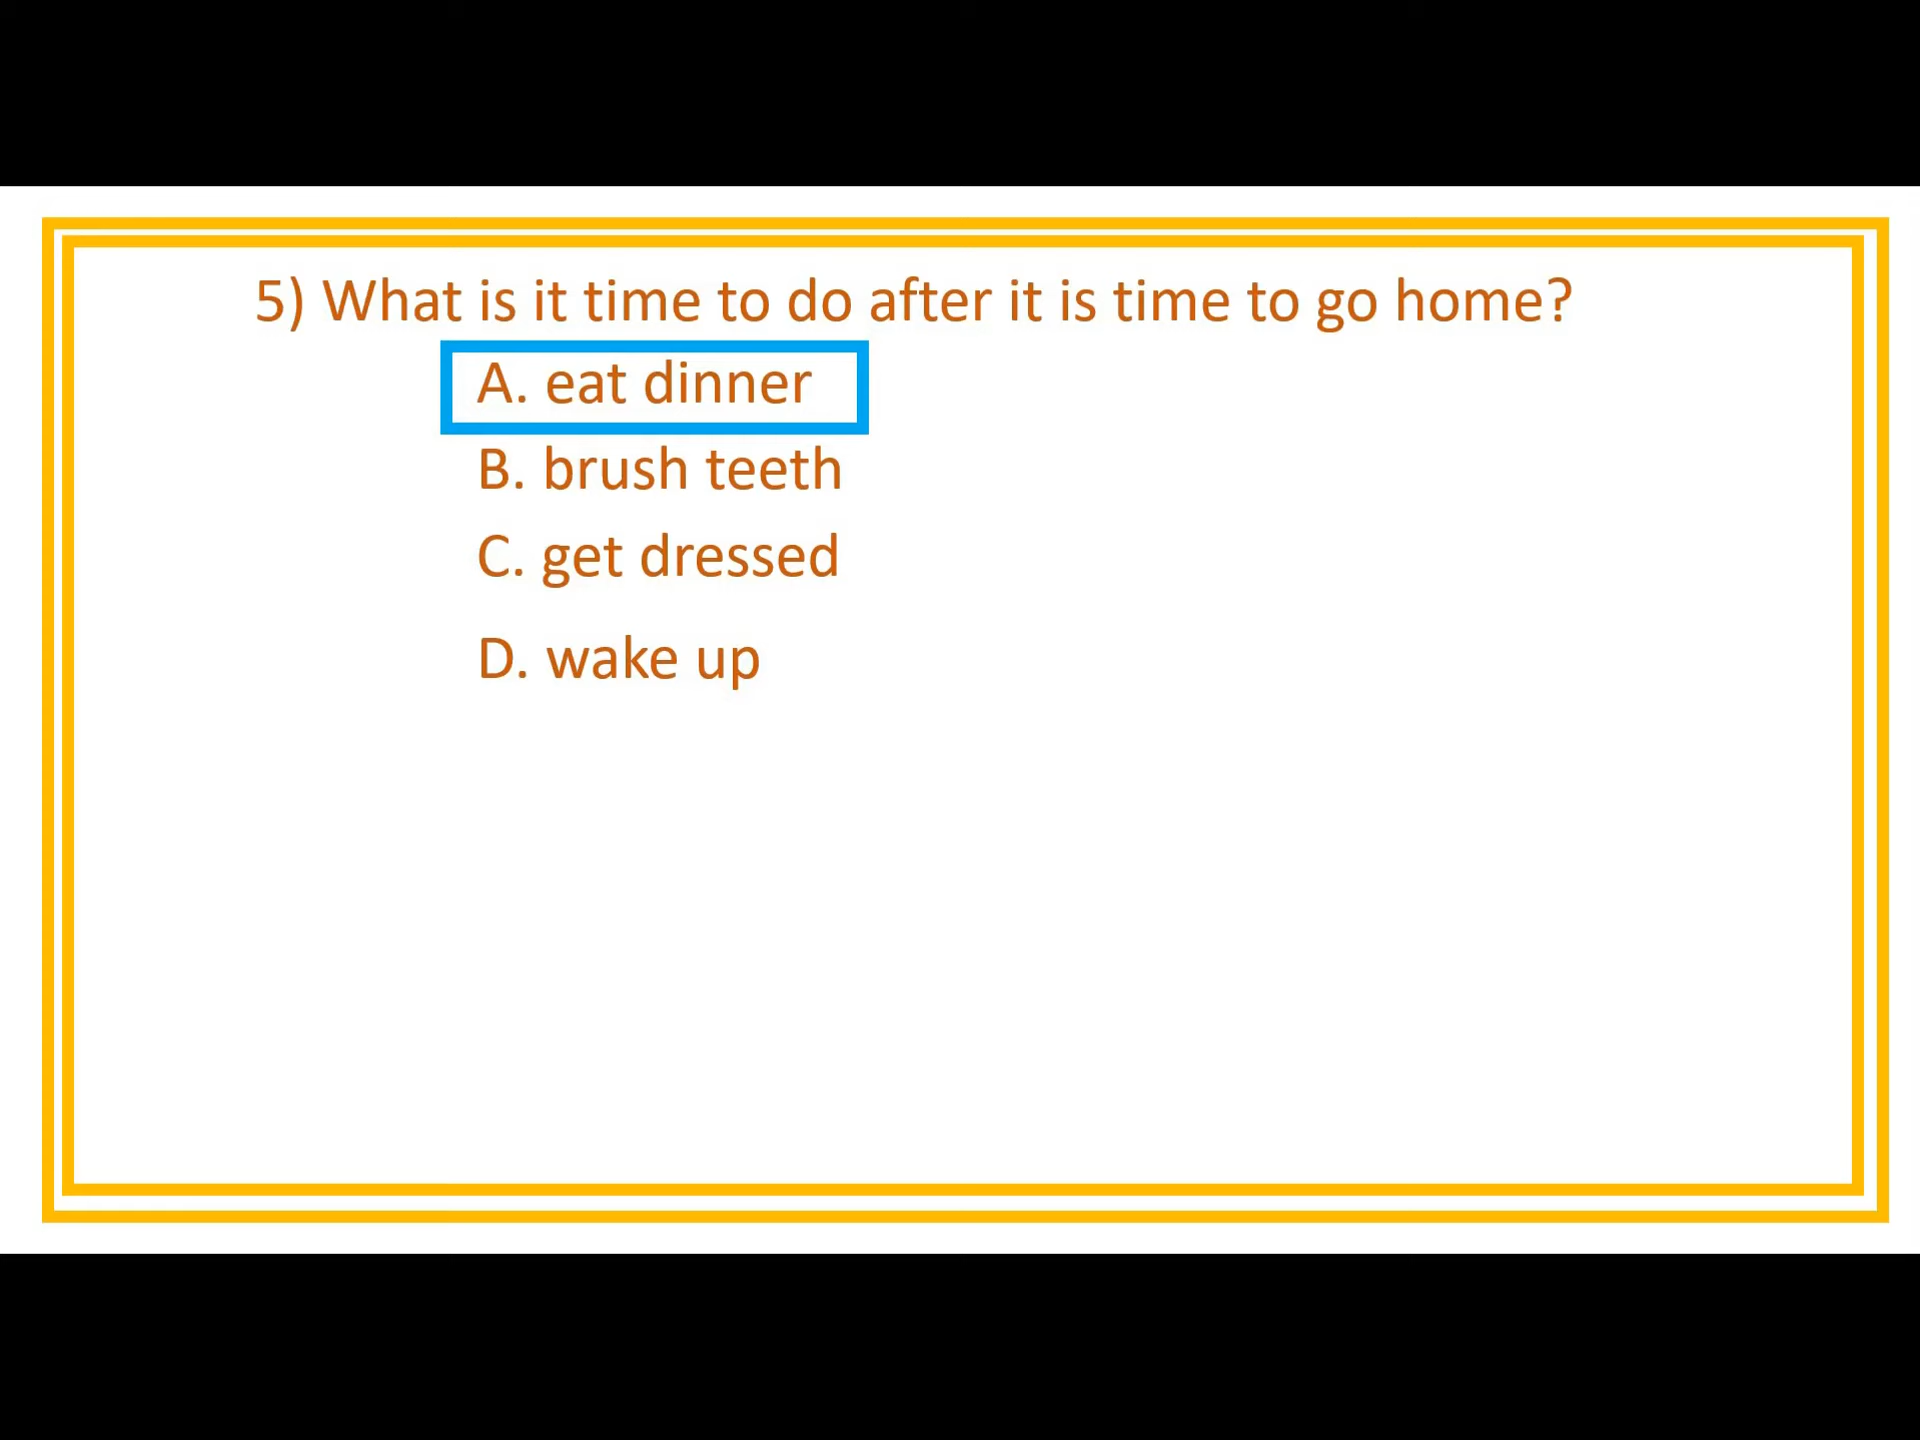 5) What is it time to do after it is time to go home?
A. eat dinner
B. brush teeth
C. get dressed
D. wake up